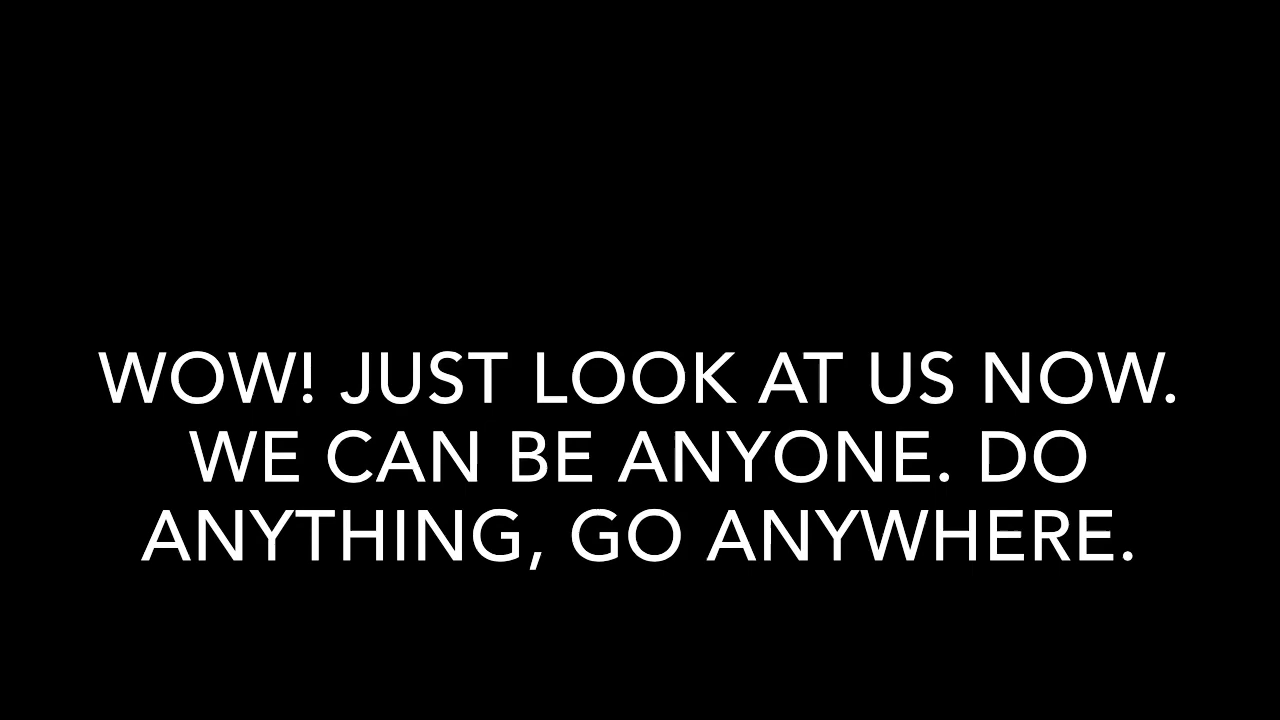 WOW! JUST LOOK AT US NOW.
WE CAN BE ANYONE. DO
ANYTHING, GO ANYWHERE.